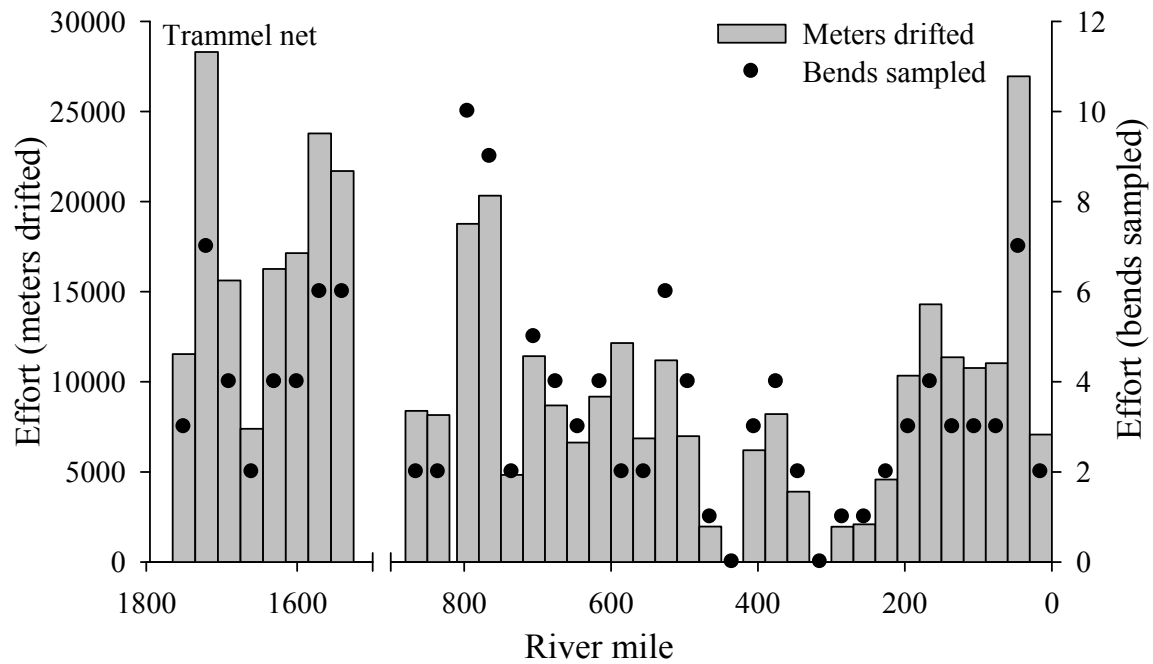 Trammel net
Meters drifted
Bends sampled
Effort (meters drifted)
30000
25000
20000
15000
10000
5000
0
12
10
8
6
4
2
0
Effort (bends sampled)
1800 1600 800 600 400 200 0
River mile